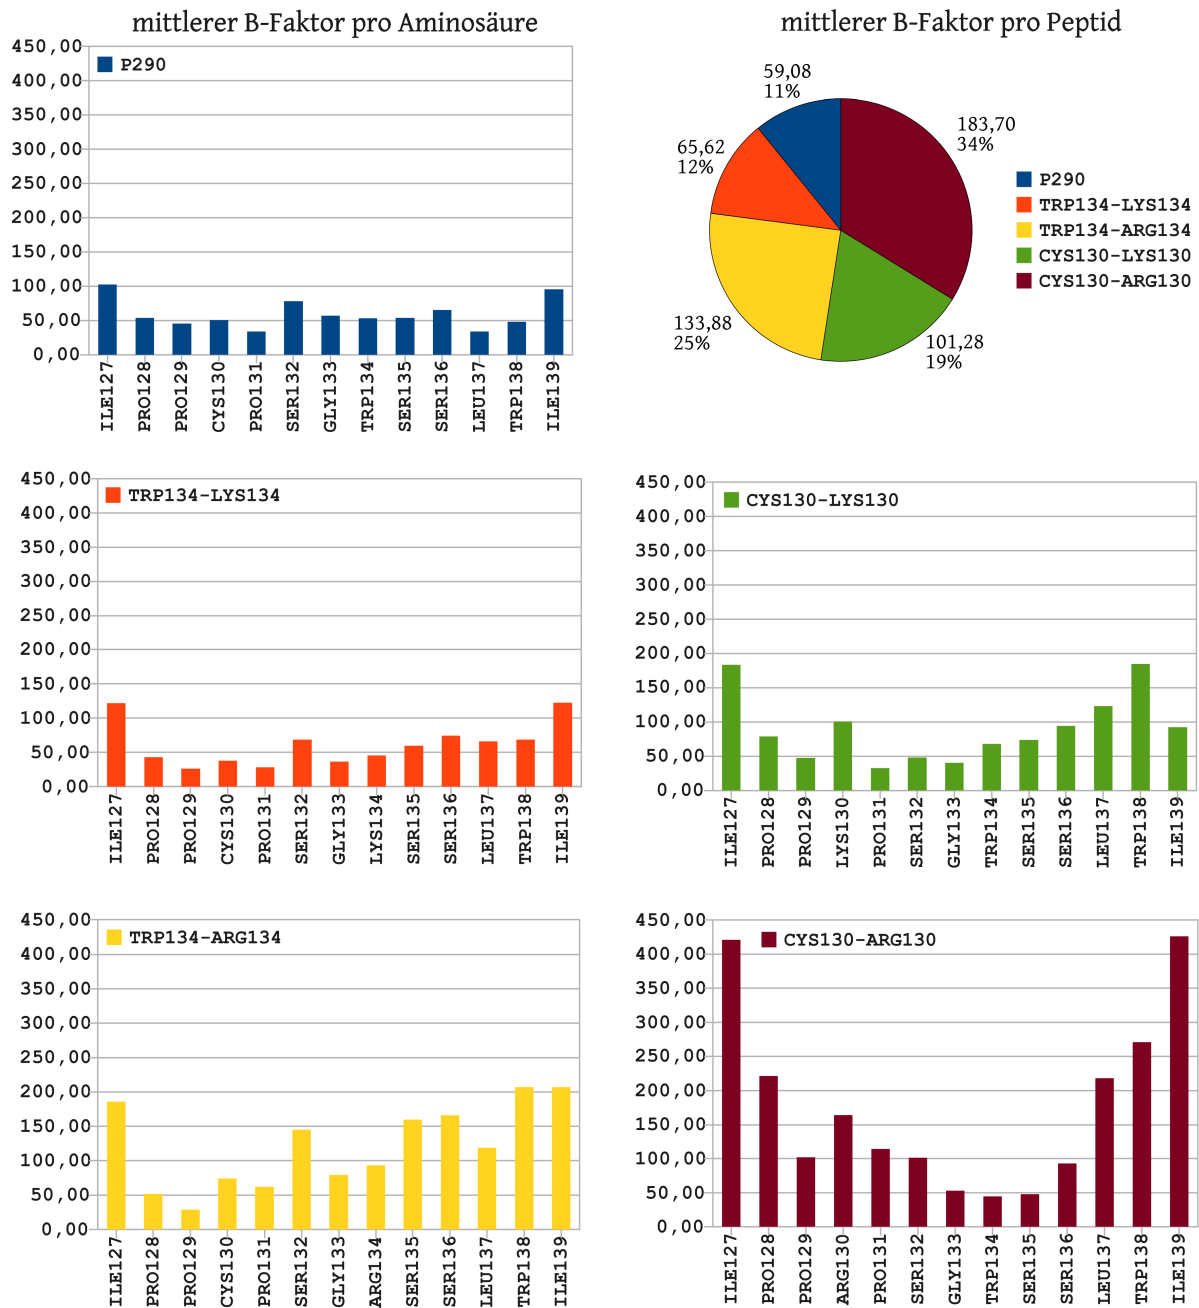 mittlerer B-Faktor pro Aminosäure
450,00
400,00
350,00
300,00
250,00
200,00
150,00
100,00
50,00
0,00
P290
ILE127
PRO128
PRO129
CYS130
PRO131
SER132
GLY133
TRP134
SER135
SER136
LEU137
TRP138
ILE139
mittlerer B-Faktor pro Peptid
59,08
11%
183,70
34%
65,62
12%
133,88
25%
101,28
19%
P290
TRP134-LYS134
TRP134-ARG134
CYS130-LYS130
CYS130-ARG130
450,00
400,00
350,00
300,00
250,00
200,00
150,00
100,00
50,00
0,00
TRP134-LYS134
ILE127
PRO128
PRO129
CYS130
PRO131
SER132
GLY133
LYS134
SER135
SER136
LEU137
TRP138
ILE139
450,00
400,00
350,00
300,00
250,00
200,00
150,00
100,00
50,00
0,00
CYS130-LYS130
ILE127
PRO128
PRO129
LYS130
PRO131
SER132
GLY133
TRP134
SER135
SER136
LEU137
TRP138
ILE139
450,00
400,00
350,00
300,00
250,00
200,00
150,00
100,00
50,00
0,00
TRP134-ARG134
ILE127
PRO128
PRO129
CYS130
PRO131
SER132
GLY133
ARG134
SER135
SER136
LEU137
TRP138
ILE139
450,00
400,00
350,00
300,00
250,00
200,00
150,00
100,00
50,00
0,00
CYS130-ARG130
ILE127
PRO128
PRO129
ARG130
PRO131
SER132
GLY133
TRP134
SER135
SER136
LEU137
TRP138
ILE139